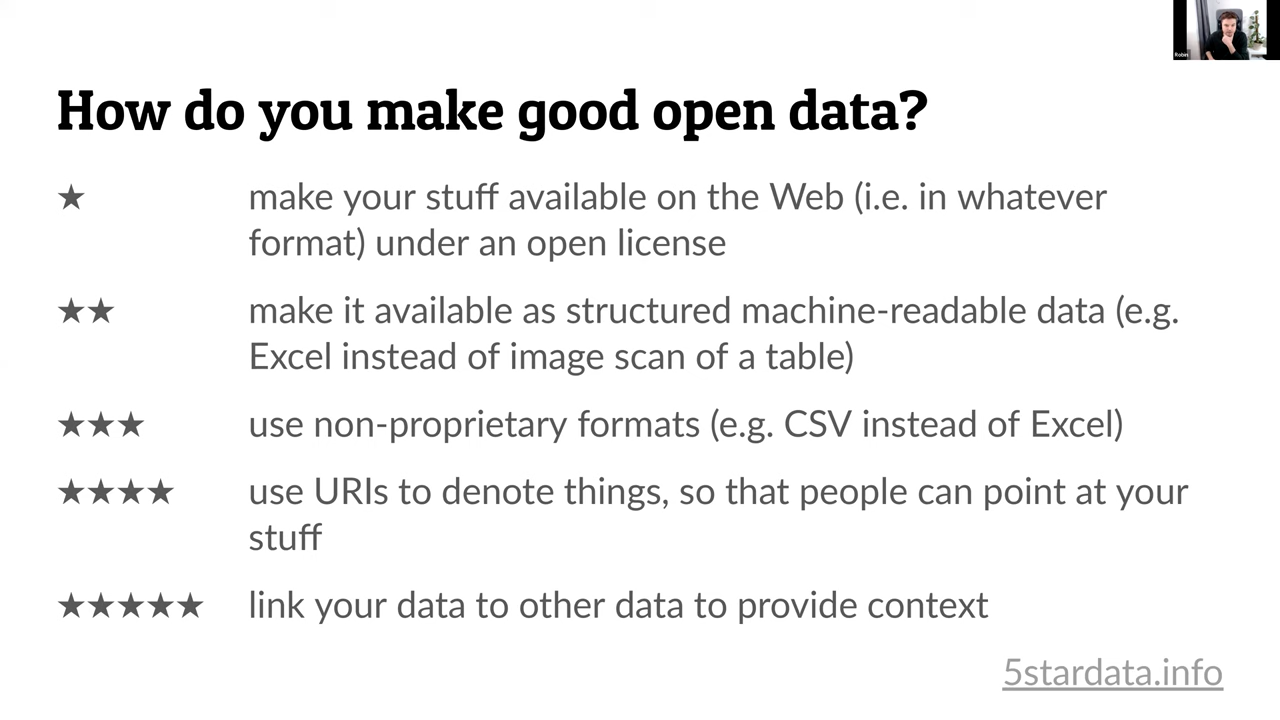 Robin
How do you make good open data?
★ make your stuff available on the Web (i.e. in whatever
format) under an open license
★★ make it available as structured machine-readable data (e.g.
Excel instead of image scan of a table)
★★★ use non-proprietary formats (e.g. CSV instead of Excel)
★★★★ use URIs to denote things, so that people can point at your
stuff
★★★★★ link your data to other data to provide context
5stardata.info